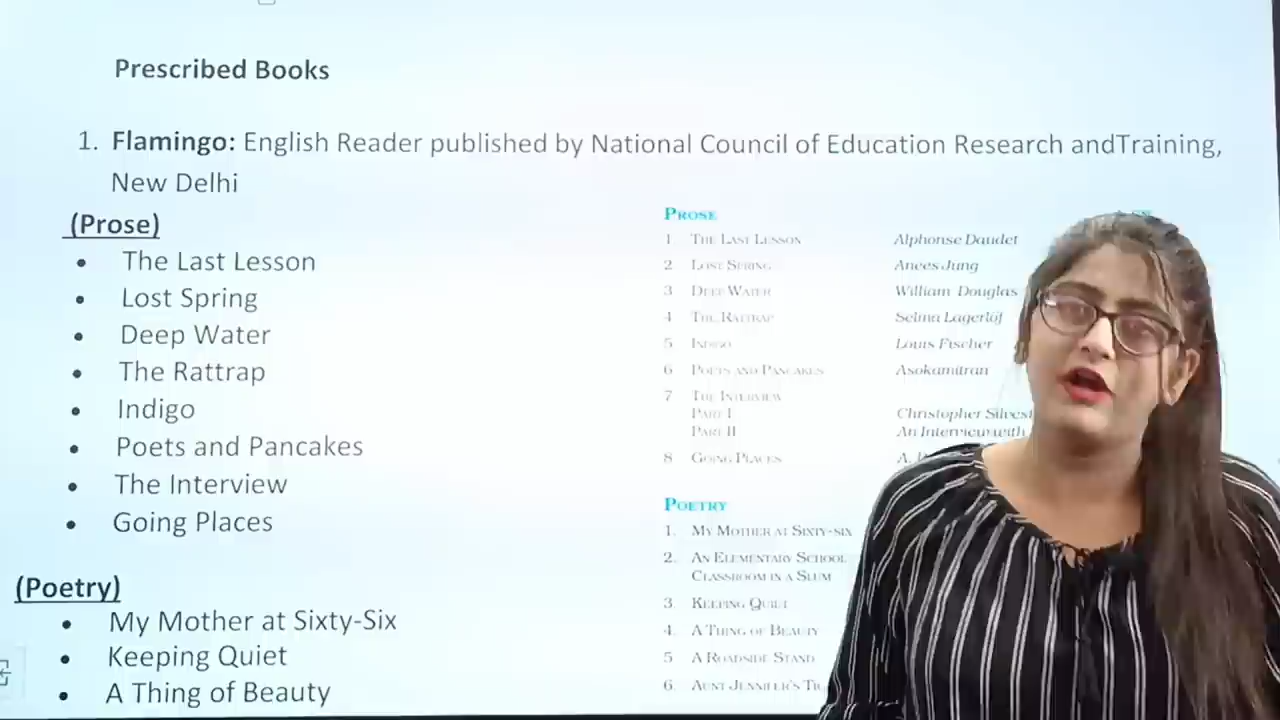 Prescribed Books
1. Flamingo: English Reader published by National Council of Education Research andTraining,
New Delhi
(Prose)
• The Last Lesson
• Lost Spring
• Deep Water
• The Rattrap
• Indigo
• Poets and Pancakes
• The Interview
• Going Places
(Poetry)
• My Mother at Sixty-Six
• Keeping Quiet
• A Thing of Beauty
PROSE
1. THE LAST LESSON Alphonse Daudet
2 LOST SPRING Anees Jung
3 DEEP WATER William Douglas
4 THE RATTRAP Selma Lagerlöf
5 INDIGO Louis Fischer
6 POETS AND PANCAKES Asokamitran
7 THE INTERVIEW
PART I Christopher
PART II An Interview with
8 GOING PLACES A.
POETRY
1. MY MOTHER AT SIXTY-SIX
2. AN ELEMENTARY SCHOOL
CLASSROOM IN A SLUM
3. KEEPING QUIET
4. A THING OF BEAUTY
5 A ROADSIDE STAND
6. AUNT JENNIFER'S